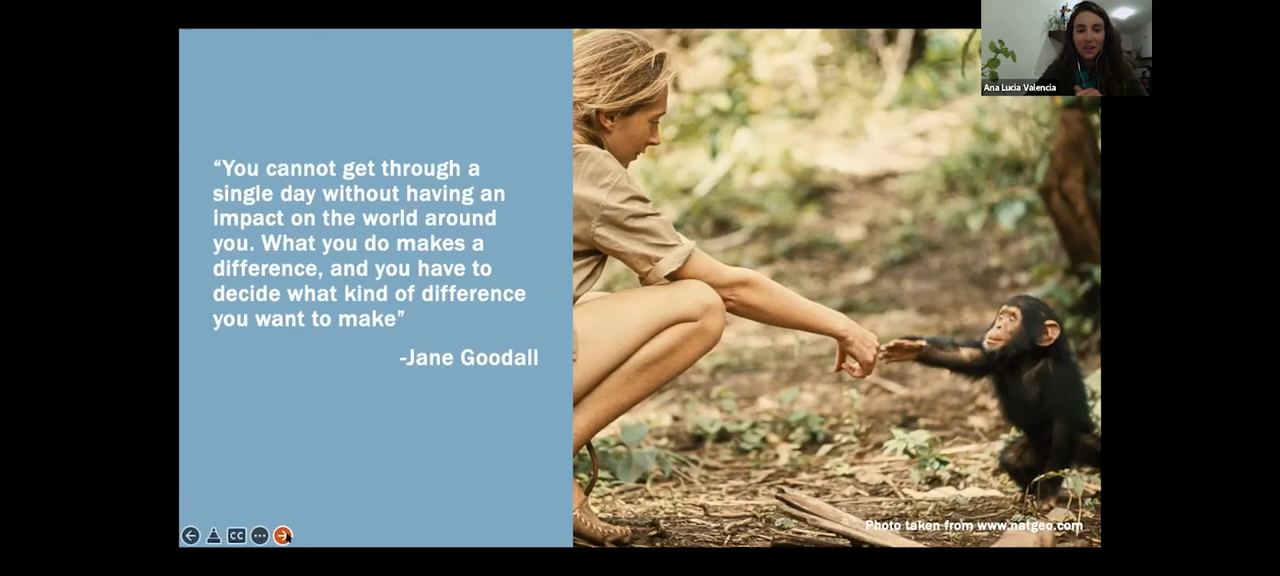 Ana Lucia Valencia
“You cannot get through a
single day without having an
impact on the world around
you. What you do makes a
difference, and you have to
decide what kind of difference
you want to make”
-Jane Goodall
CC
Photo taken from www.natgeo.com